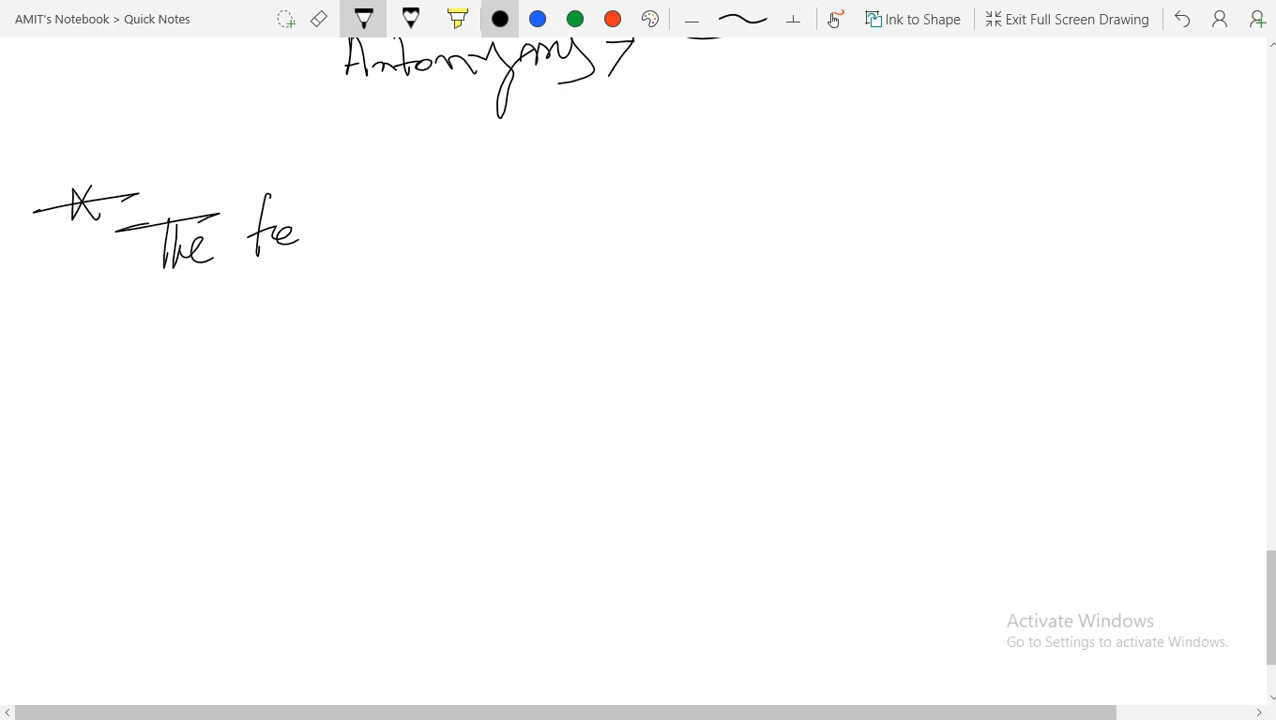 AMIT's Notebook > Quick Notes
Ink to Shape
Exit Full Screen Drawing
Antonyms >
* The fe
Activate Windows
Go to Settings to activate Windows.